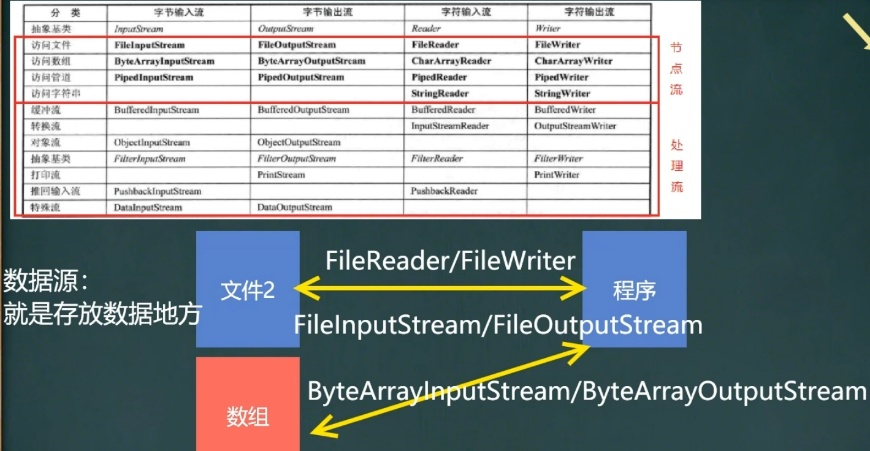 分 类 字节输入流 字节输出流 字符输入流 字符输出流
抽象基类 InputStream OutputStream Reader Writer
访问文件 FileInputStream FileOutputStream FileReader FileWriter
访问数组 ByteArrayInputStream ByteArrayOutputStream CharArrayReader CharArrayWriter
访问管道 PipedInputStream PipedOutputStream PipedReader PipedWriter
访问字符串 StringReader StringWriter
节点流
缓冲流 BufferedInputStream BufferedOutputStream BufferedReader BufferedWriter
转换流 InputStreamReader OutputStreamWriter
对象流 ObjectInputStream ObjectOutputStream
抽象基类 FilterInputStream FilterOutputStream FilterReader FilterWriter
打印流 PrintStream PrintWriter
推回输入流 PushbackInputStream PushbackReader
特殊流 DataInputStream DataOutputStream
处理流
数据源：
就是存放数据地方
文件2
FileReader/FileWriter
程序
FileInputStream/FileOutputStream
ByteArrayInputStream/ByteArrayOutputStream
数组